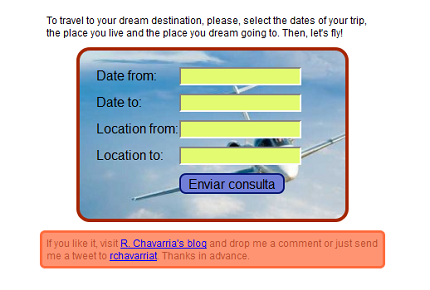 To travel to your dream destination, please, select the dates of your trip,
the place you live and the place you dream going to. Then, let's fly!
Date from:
Date to:
Location from:
Location to:
Enviar consulta
If you like it, visit R. Chavarria's blog and drop me a comment or just send
me a tweet to rchavarriat. Thanks in advance.